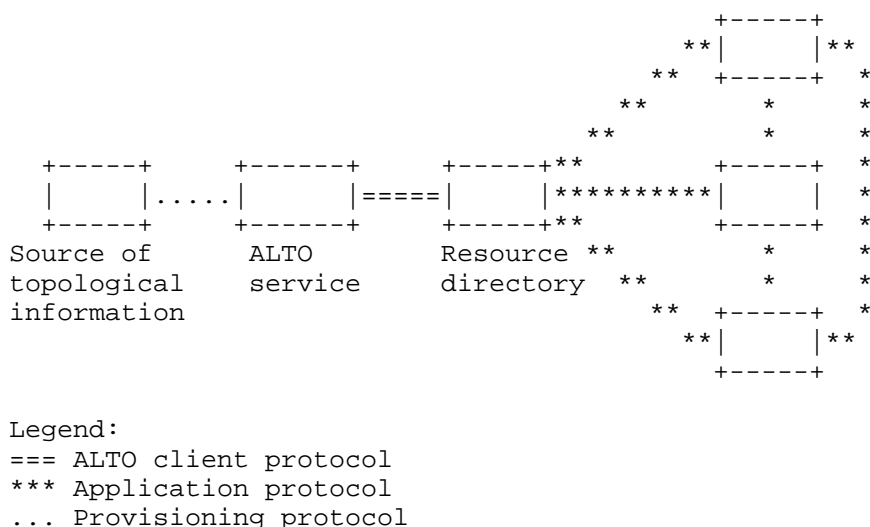 +-----+
                                                **|     |**
                                              **  +-----+  *
                                            **       *     *
                                          **         *     *
  +-----+     +------+     +-----+**              +-----+  *
  |     |.....|      |=====|     |**********|     |  *
  +-----+     +------+     +-----+**              +-----+  *
Source of     ALTO         Resource **               *     *
topological   service      directory  **             *     *
information                                   **  +-----+  *
                                                **|     |**
                                                  +-----+
Legend:
=== ALTO client protocol
*** Application protocol
... Provisioning protocol